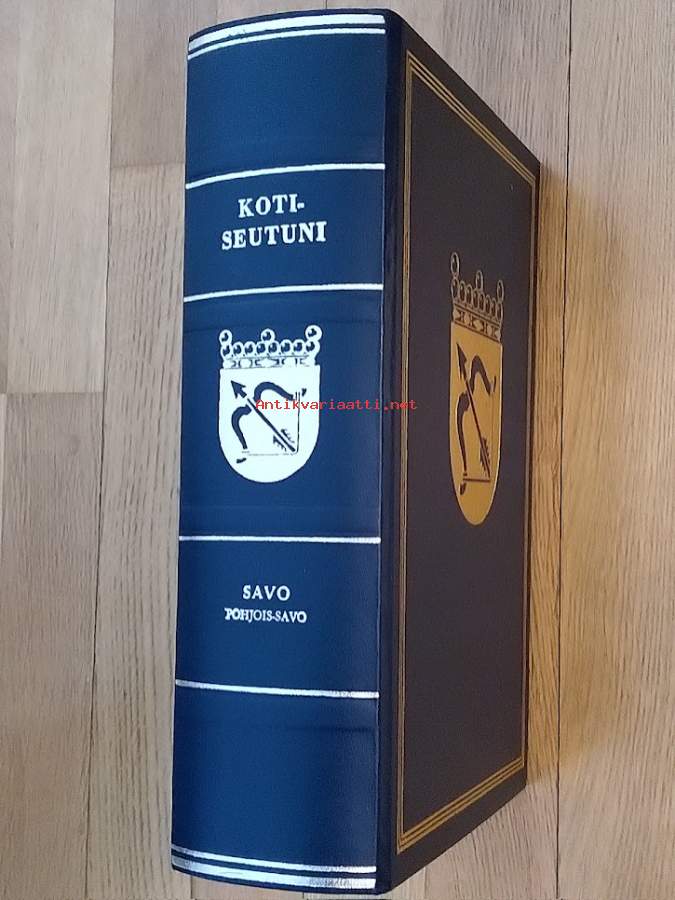 KOTI-
SEUTUNI
Antikvariaatti.net
SAVO
POHJOIS-SAVO